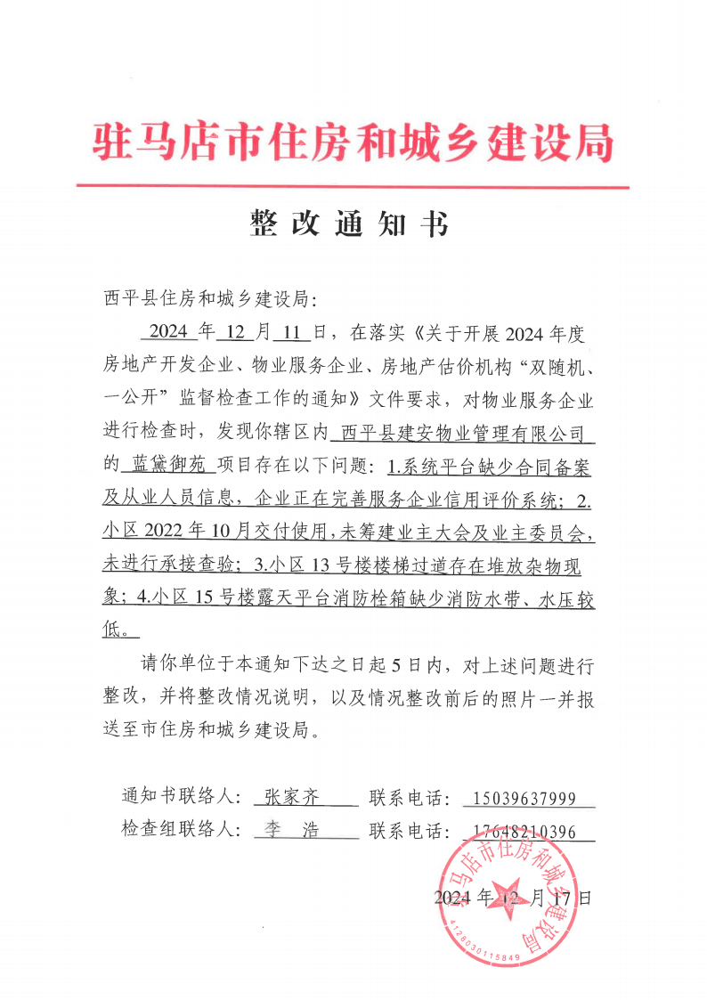 驻马店市住房和城乡建设局
整改通知书
西平县住房和城乡建设局：
2024 年 12 月 11 日，在落实《关于开展 2024 年度
房地产开发企业、物业服务企业、房地产估价机构“双随机、
一公开”监督检查工作的通知》文件要求，对物业服务企业
进行检查时，发现你辖区内 西平县建安物业管理有限公司
的 蓝黛御苑 项目存在以下问题：1.系统平台缺少合同备案
及从业人员信息，企业正在完善服务企业信用评价系统；2.
小区 2022 年 10 月交付使用，未筹建业主大会及业主委员会，
未进行承接查验；3.小区 13 号楼楼梯过道存在堆放杂物现
象；4.小区 15 号楼露天平台消防栓箱缺少消防水带、水压较
低。
请你单位于本通知下达之日起 5 日内，对上述问题进行
整改，并将整改情况说明，以及情况整改前后的照片一并报
送至市住房和城乡建设局。
通知书联络人：张家齐 联系电话：15039637999
检查组联络人：李 浩 联系电话：17648210396
2024 年 12 月 17 日
驻马店市住房和城乡建设局
4128030115849